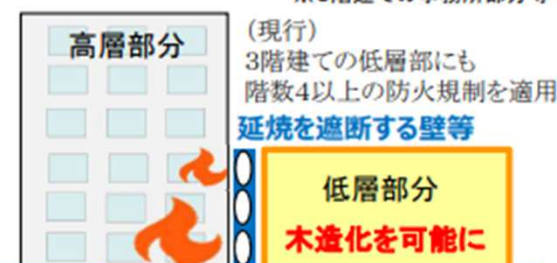 高層部分
(現行)
3階建ての低層部にも
階数4以上の防火規制を適用
延焼を遮断する壁等
低層部分
木造化を可能に